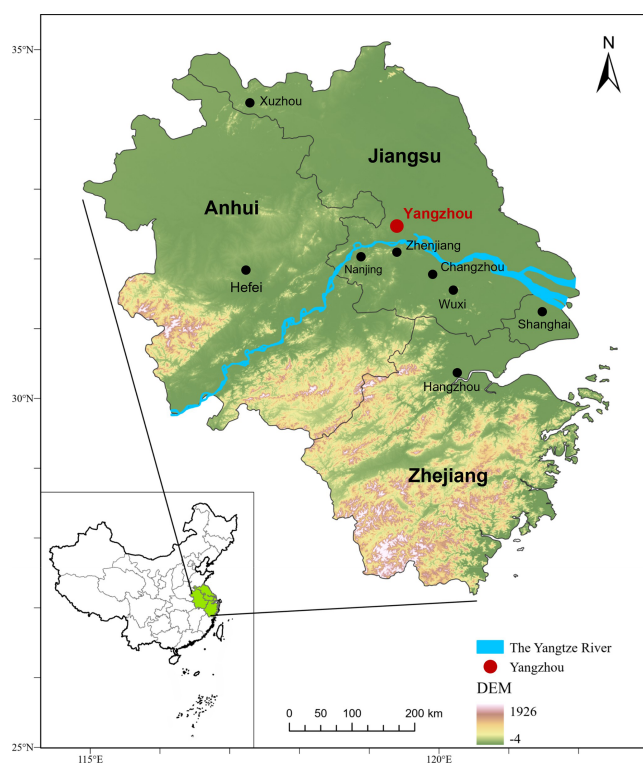 35°N
N
Xuzhou
Jiangsu
Anhui
Yangzhou
Zhenjiang
Nanjing
Changzhou
Hefei
Wuxi
Shanghai
30°N
Hangzhou
Zhejiang
The Yangtze River
Yangzhou
DEM
1926
-4
0 50 100 200 km
25°N
115°E
120°E